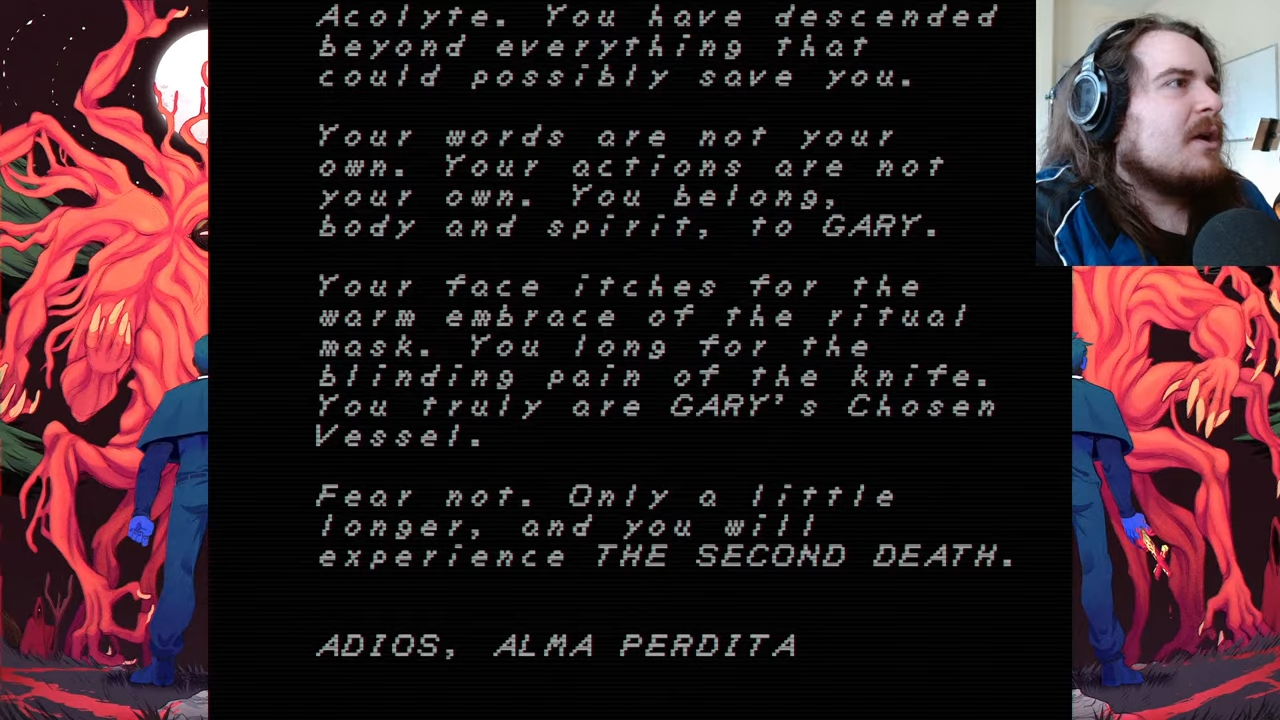 Acolyte. You have descended
beyond everything that
could possibly save you.
Your words are not your
own. Your actions are not
your own. You belong,
body and spirit, to GARY.
Your face itches for the
warm embrace of the ritual
mask. You long for the
blinding pain of the knife.
You truly are GARY's Chosen
Vessel.
Fear not. Only a little
longer, and you will
experience THE SECOND DEATH.
ADIOS, ALMA PERDITA